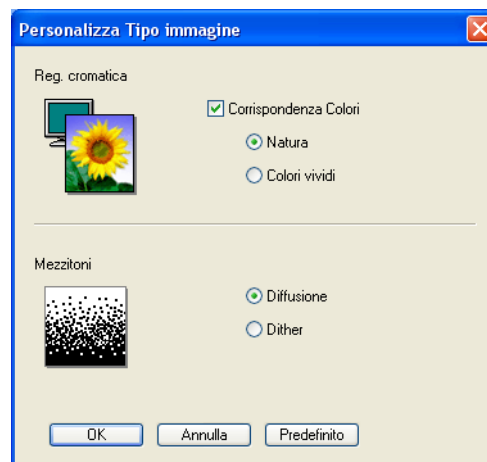 Personalizza Tipo immagine
Reg. cromatica
Corrispondenza Colori
Natura
Colori vividi
Mezzitoni
Diffusione
Dither
OK Annulla Predefinito